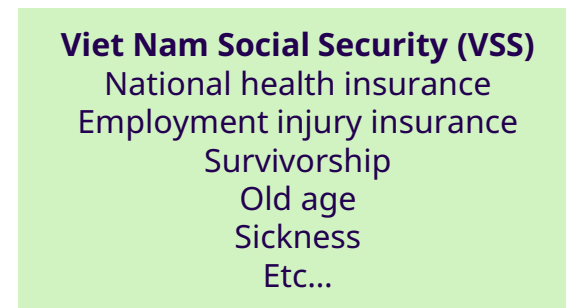 Viet Nam Social Security (VSS)
National health insurance
Employment injury insurance
Survivorship
Old age
Sickness
Etc...